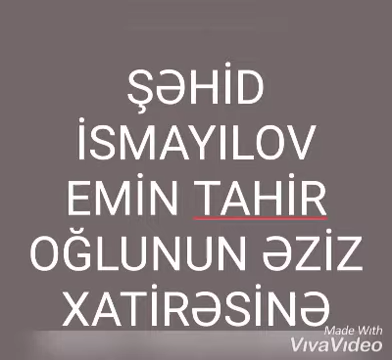 ŞƏHİD
İSMAYILOV
EMİN TAHİR
OĞLUNUN ƏZİZ
XATİRƏSİNƏ
Made With
VivaVideo